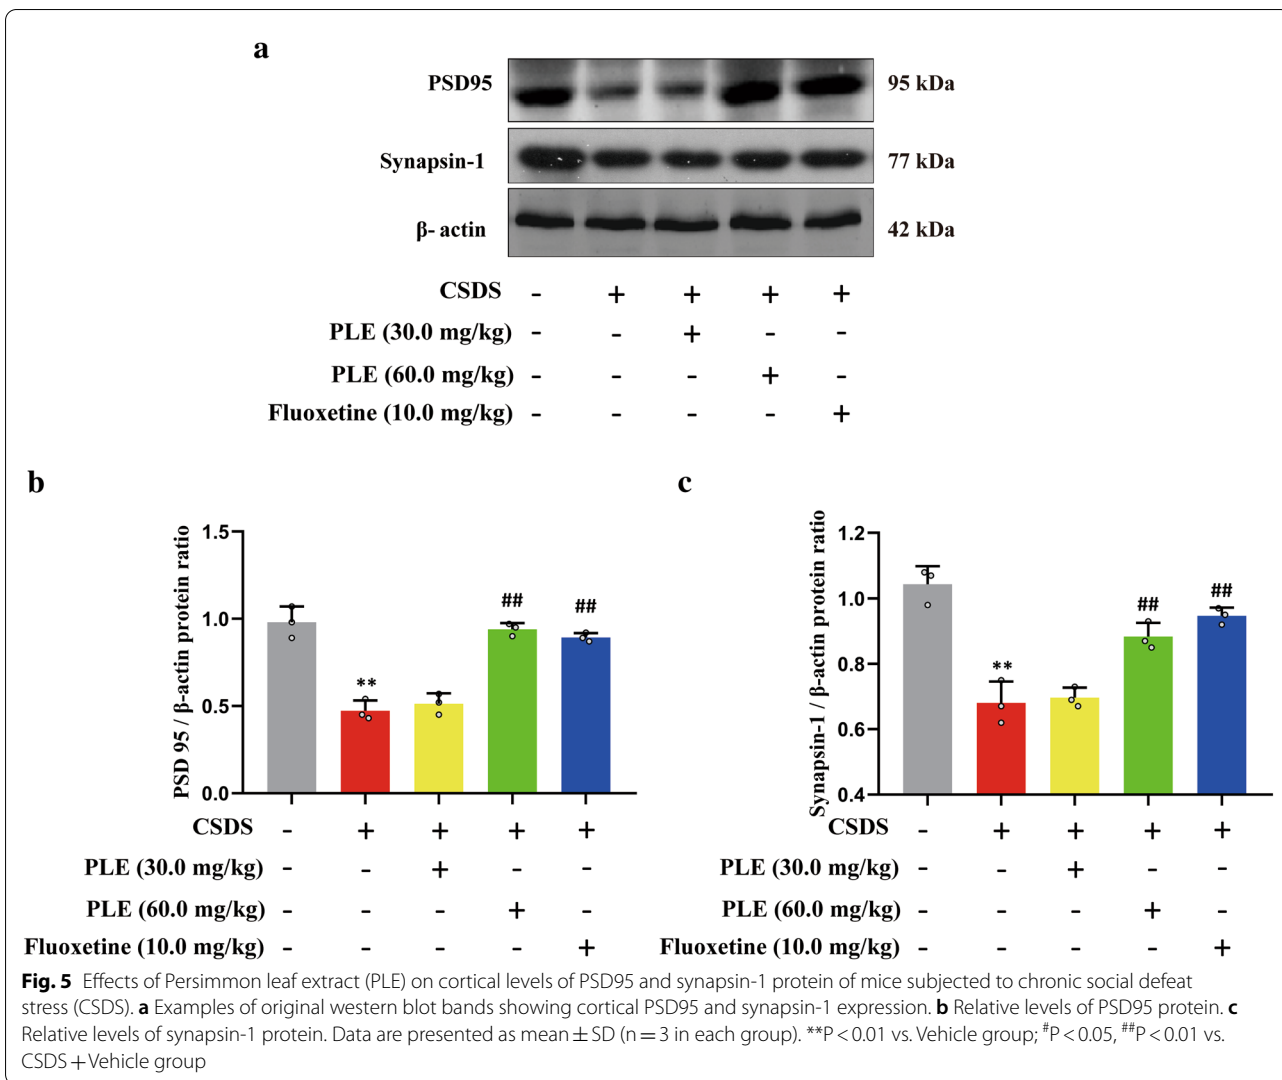 a
PSD95 95 kDa
Synapsin-1 77 kDa
β- actin 42 kDa
CSDS - + + + +
PLE (30.0 mg/kg) - - + - -
PLE (60.0 mg/kg) - - - + -
Fluoxetine (10.0 mg/kg) - - - - +
b
PSD 95 / β-actin protein ratio
1.5
1.0
0.5
0.0
** ## ##
CSDS - + + + +
PLE (30.0 mg/kg) - - + - -
PLE (60.0 mg/kg) - - - + -
Fluoxetine (10.0 mg/kg) - - - - +
c
Synapsin-1 / β-actin protein ratio
1.2
1.0
0.8
0.6
0.4
** ## ##
CSDS - + + + +
PLE (30.0 mg/kg) - - + - -
PLE (60.0 mg/kg) - - - + -
Fluoxetine (10.0 mg/kg) - - - - +
Fig. 5 Effects of Persimmon leaf extract (PLE) on cortical levels of PSD95 and synapsin-1 protein of mice subjected to chronic social defeat
stress (CSDS). a Examples of original western blot bands showing cortical PSD95 and synapsin-1 expression. b Relative levels of PSD95 protein. c
Relative levels of synapsin-1 protein. Data are presented as mean ± SD (n = 3 in each group). **P < 0.01 vs. Vehicle group; #P < 0.05, ##P < 0.01 vs.
CSDS + Vehicle group